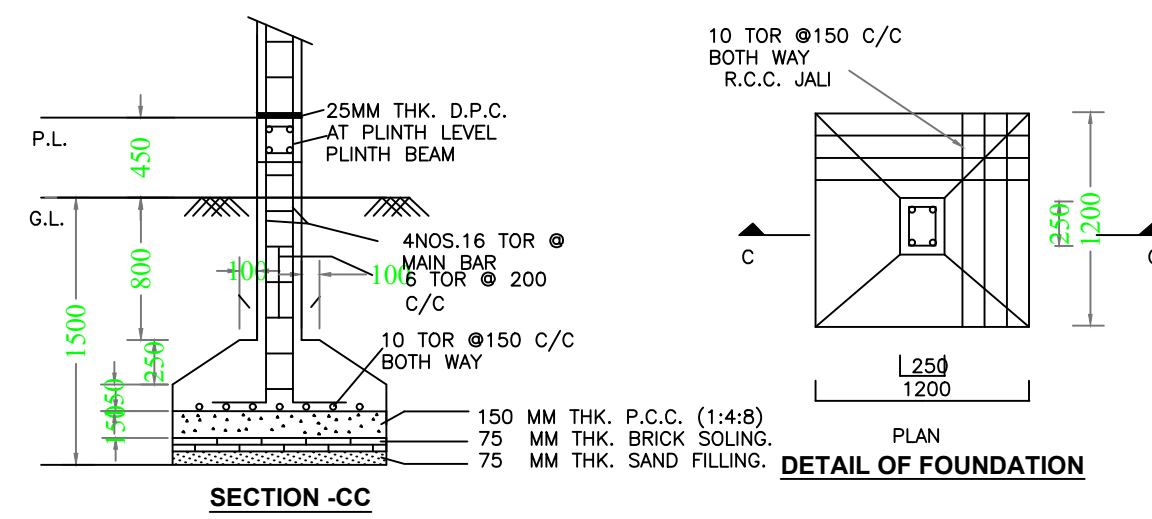 10 TOR @150 C/C
BOTH WAY
R.C.C. JALI
25MM THK. D.P.C.
AT PLINTH LEVEL
PLINTH BEAM
P.L.
450
G.L.
800
1500
250
150
150
100
100
4NOS.16 TOR @
MAIN BAR
6 TOR @ 200
C/C
10 TOR @150 C/C
BOTH WAY
150 MM THK. P.C.C. (1:4:8)
75 MM THK. BRICK SOLING.
75 MM THK. SAND FILLING.
SECTION -CC
C
250
1200
250
1200
PLAN
DETAIL OF FOUNDATION